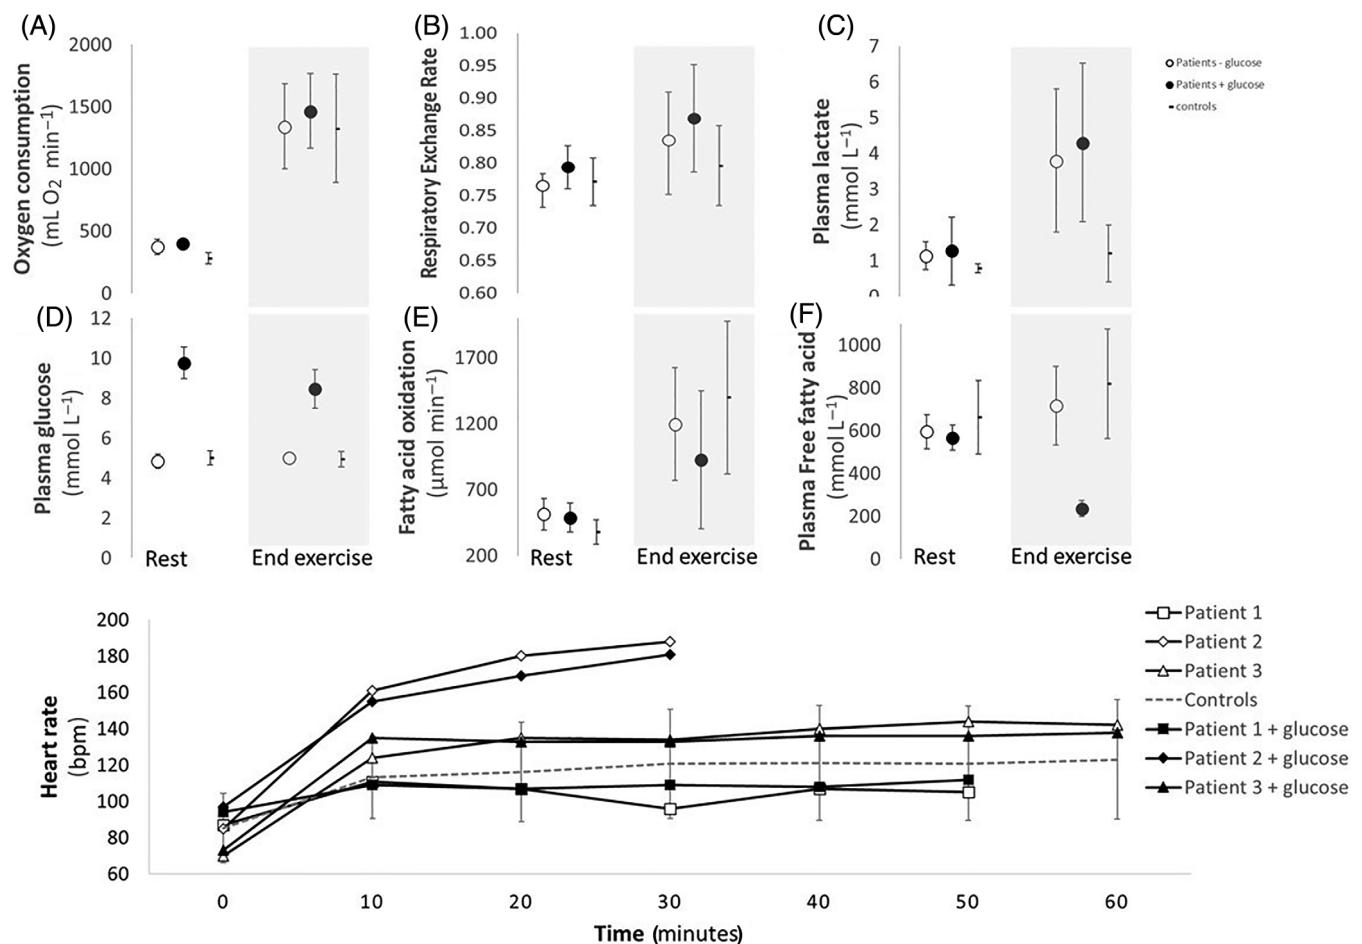 (A)
Oxygen consumption
(mL O₂ min⁻¹)
2000
1500
1000
500
0
(B)
Respiratory Exchange Rate
1.00
0.95
0.90
0.85
0.80
0.75
0.70
0.65
0.60
(C)
Plasma lactate
(mmol L⁻¹)
7
6
5
4
3
2
1
0
Patients - glucose
Patients + glucose
controls
(D)
Plasma glucose
(mmol L⁻¹)
12
10
8
6
4
2
0
Rest
End exercise
(E)
Fatty acid oxidation
(µmol min⁻¹)
1700
1200
700
200
Rest
End exercise
(F)
Plasma Free fatty acid
(mmol L⁻¹)
1000
800
600
400
200
0
Rest
End exercise
Heart rate
(bpm)
200
180
160
140
120
100
80
60
0
10
20
30
40
50
60
Time (minutes)
Patient 1
Patient 2
Patient 3
Controls
Patient 1 + glucose
Patient 2 + glucose
Patient 3 + glucose